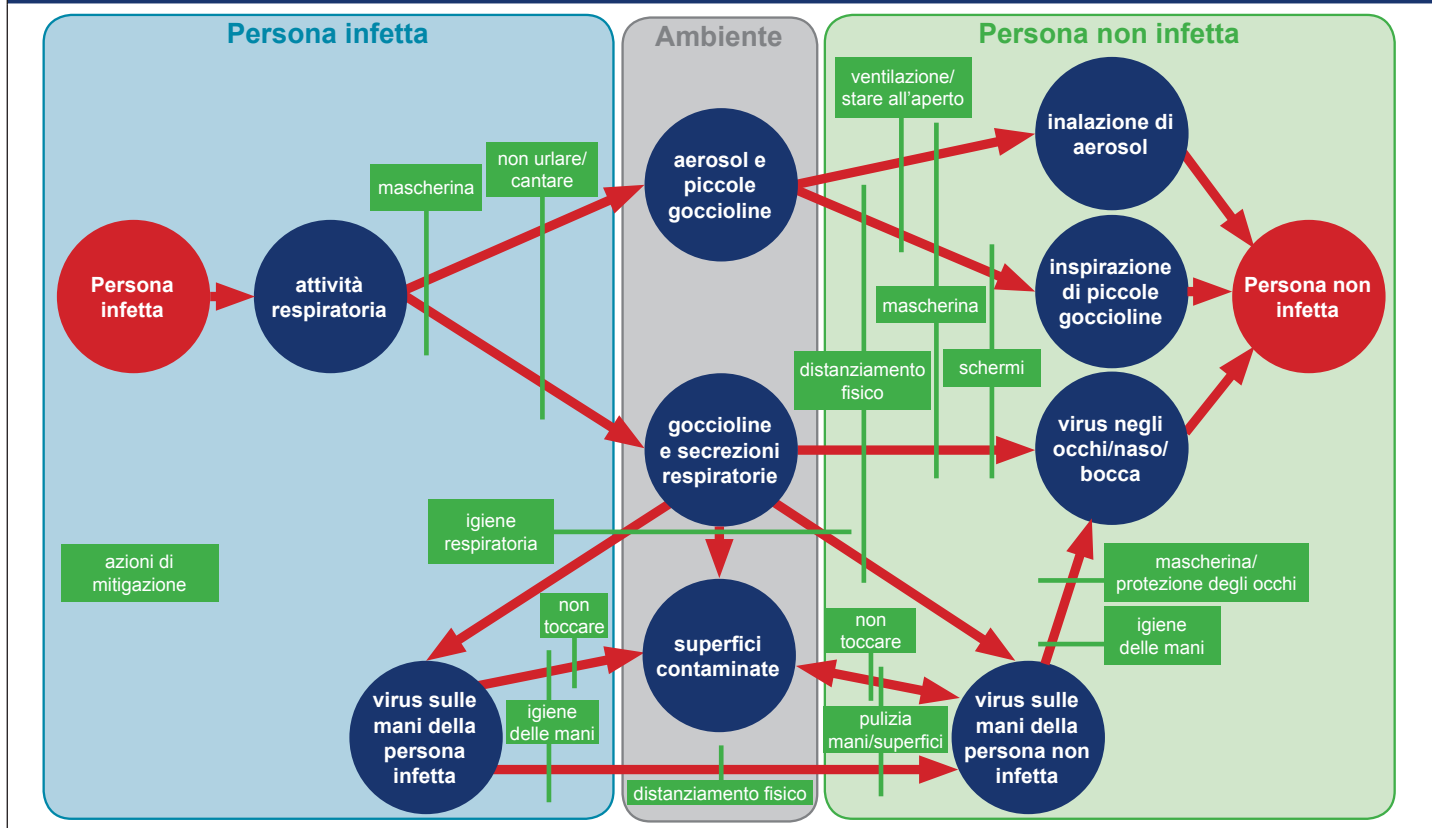 Persona infetta
Ambiente
Persona non infetta
ventilazione/
stare all'aperto
inalazione di
aerosol
non urlare/
cantare
mascherina
aerosol e
piccole
goccioline
Persona
infetta
attività
respiratoria
inspirazione
di piccole
goccioline
Persona non
infetta
mascherina
distanziamento
fisico
schermi
goccioline
e secrezioni
respiratorie
virus negli
occhi/naso/
bocca
igiene
respiratoria
azioni di
mitigazione
mascherina/
protezione degli occhi
non
toccare
non
toccare
igiene
delle mani
superfici
contaminate
virus sulle
mani della
persona
infetta
igiene
delle mani
pulizia
mani/superfici
virus sulle
mani della
persona non
infetta
distanziamento fisico